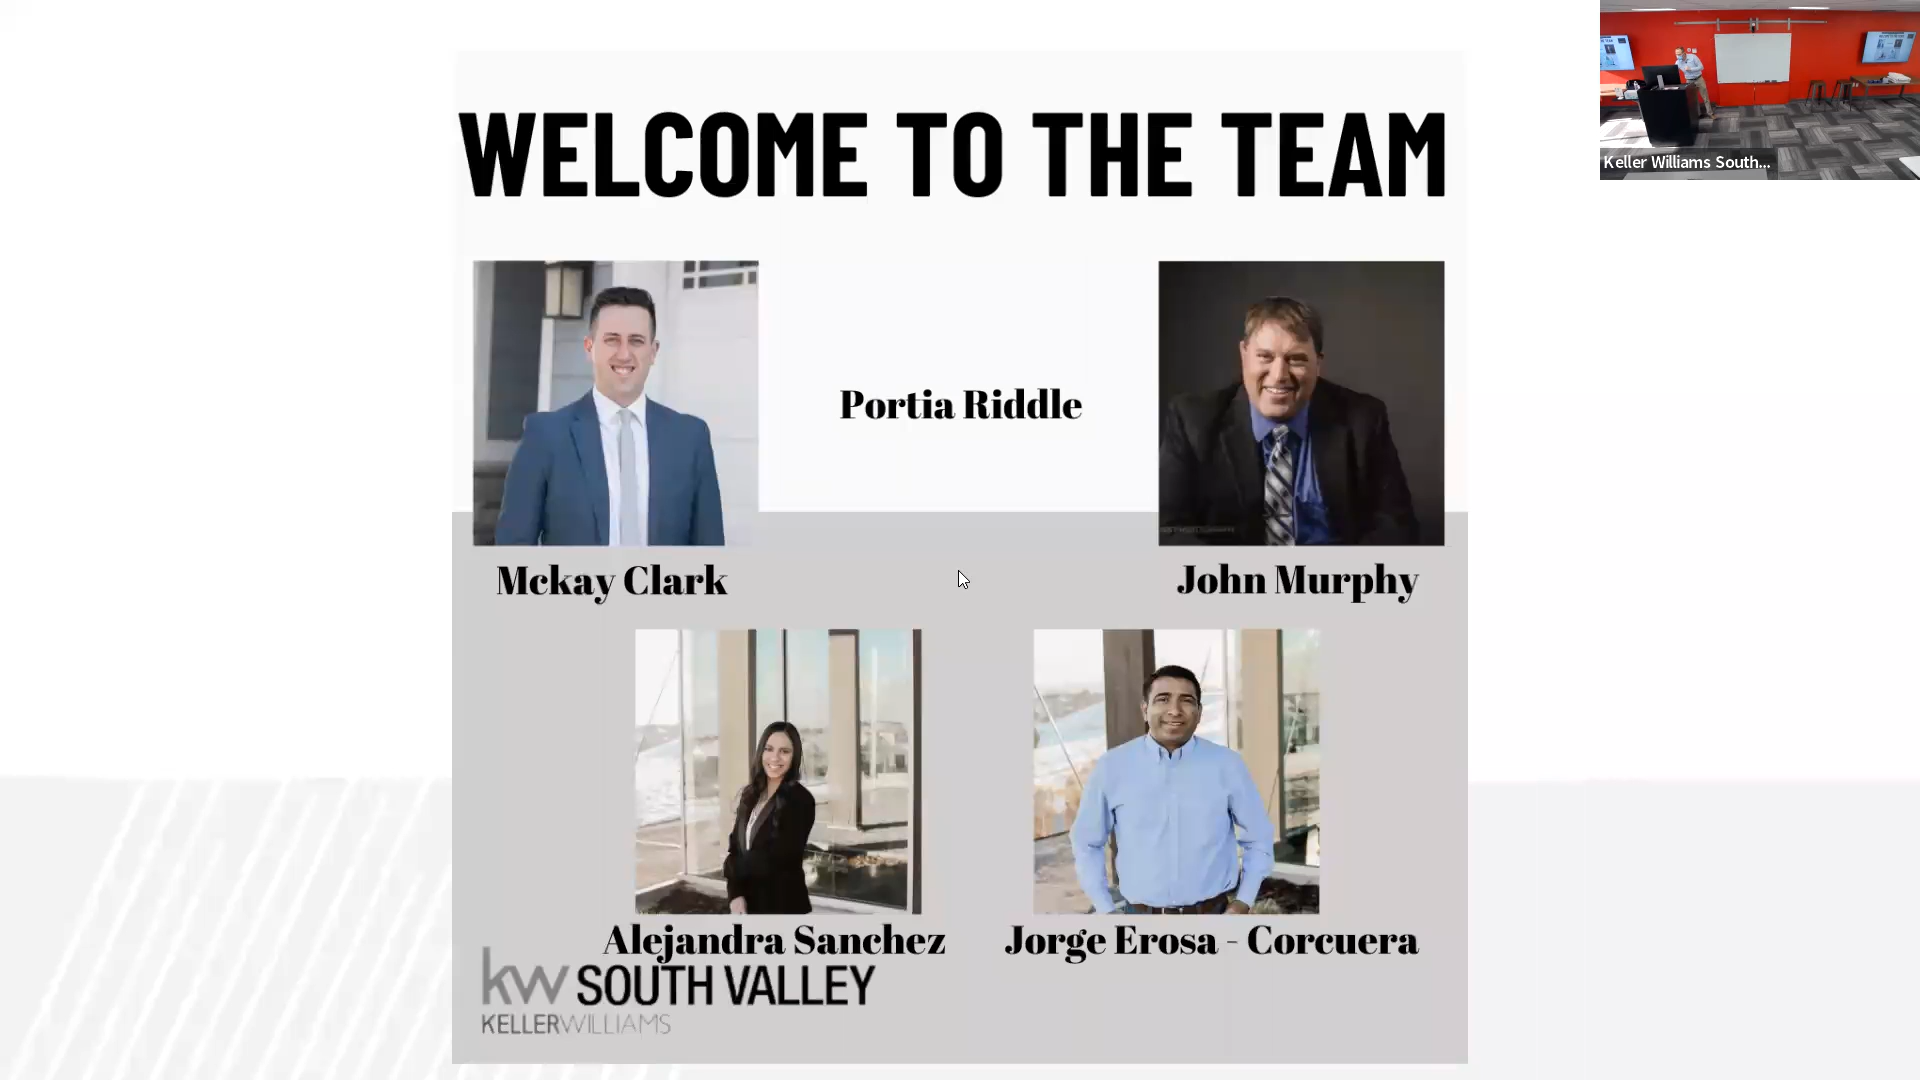 WELCOME TO THE TEAM
Keller Williams South...
Portia Riddle
Mckay Clark
John Murphy
Alejandra Sanchez
Jorge Erosa - Corcuera
kw SOUTH VALLEY
KELLERWILLIAMS